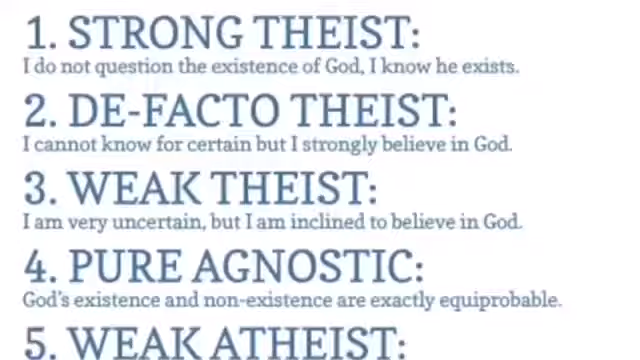 1. STRONG THEIST:
I do not question the existence of God, I know he exists.
2. DE-FACTO THEIST:
I cannot know for certain but I strongly believe in God.
3. WEAK THEIST:
I am very uncertain, but I am inclined to believe in God.
4. PURE AGNOSTIC:
God's existence and non-existence are exactly equiprobable.
5. WEAK ATHEIST: